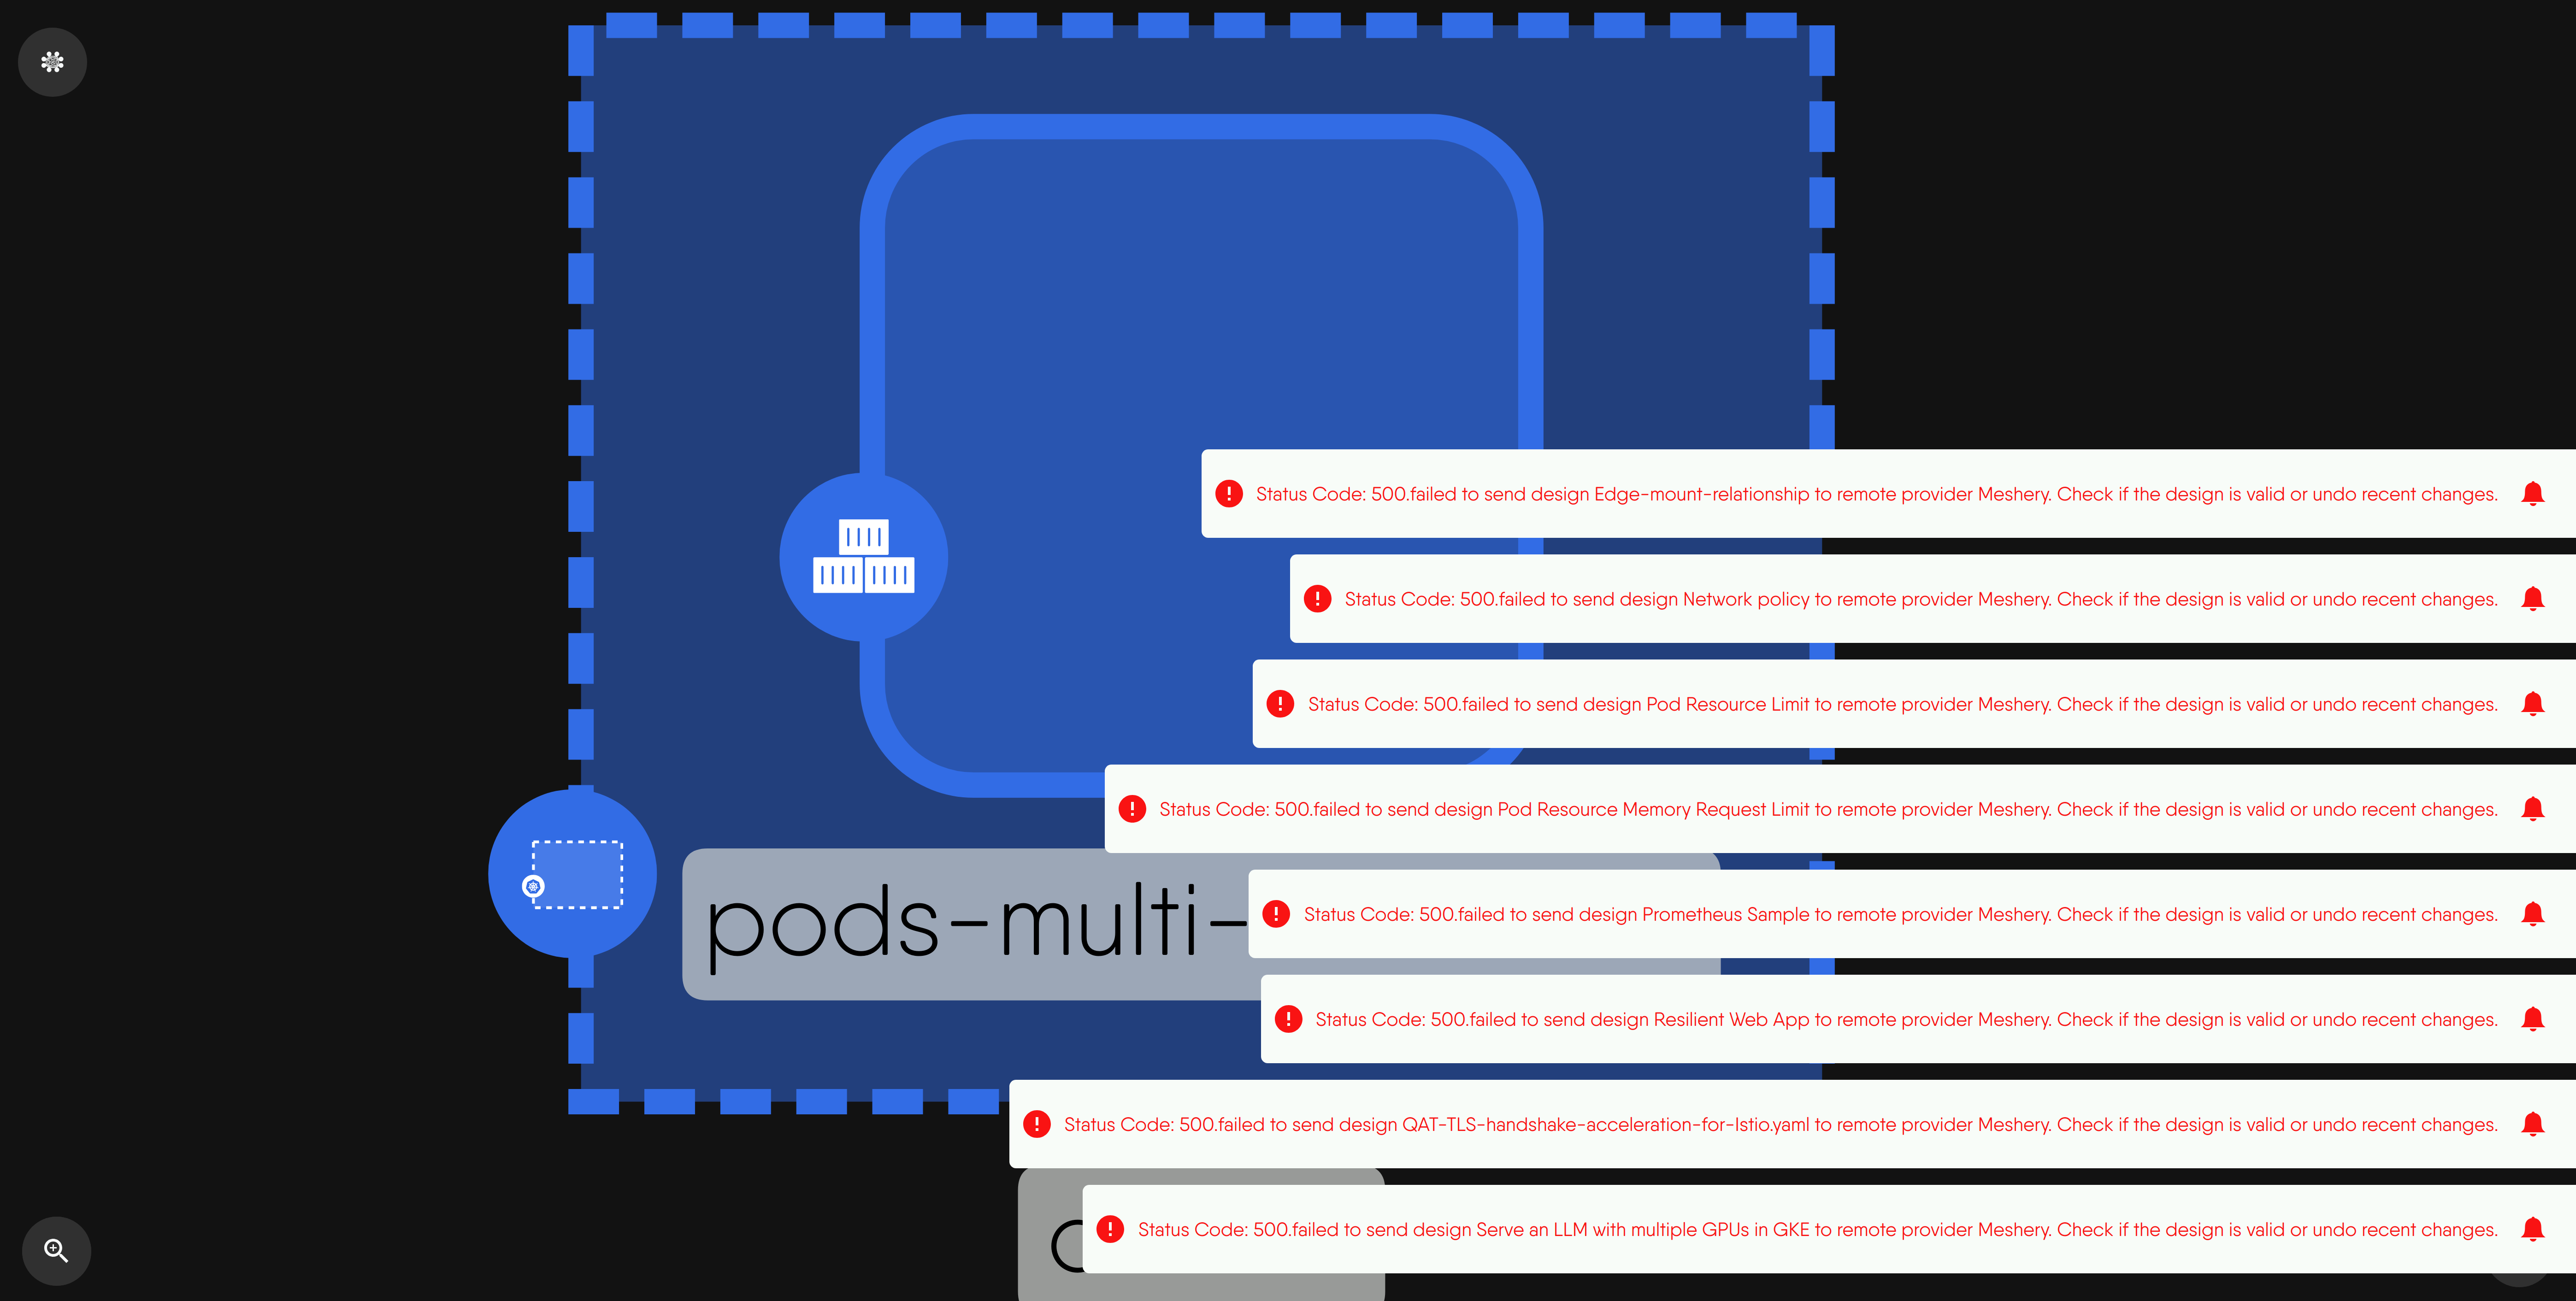 Status Code: 500.failed to send design Edge-mount-relationship to remote provider Meshery. Check if the design is valid or undo recent changes.
Status Code: 500.failed to send design Network policy to remote provider Meshery. Check if the design is valid or undo recent changes.
Status Code: 500.failed to send design Pod Resource Limit to remote provider Meshery. Check if the design is valid or undo recent changes.
Status Code: 500.failed to send design Pod Resource Memory Request Limit to remote provider Meshery. Check if the design is valid or undo recent changes.
pods-multi-
Status Code: 500.failed to send design Prometheus Sample to remote provider Meshery. Check if the design is valid or undo recent changes.
Status Code: 500.failed to send design Resilient Web App to remote provider Meshery. Check if the design is valid or undo recent changes.
Status Code: 500.failed to send design QAT-TLS-handshake-acceleration-for-Istio.yaml to remote provider Meshery. Check if the design is valid or undo recent changes.
Status Code: 500.failed to send design Serve an LLM with multiple GPUs in GKE to remote provider Meshery. Check if the design is valid or undo recent changes.